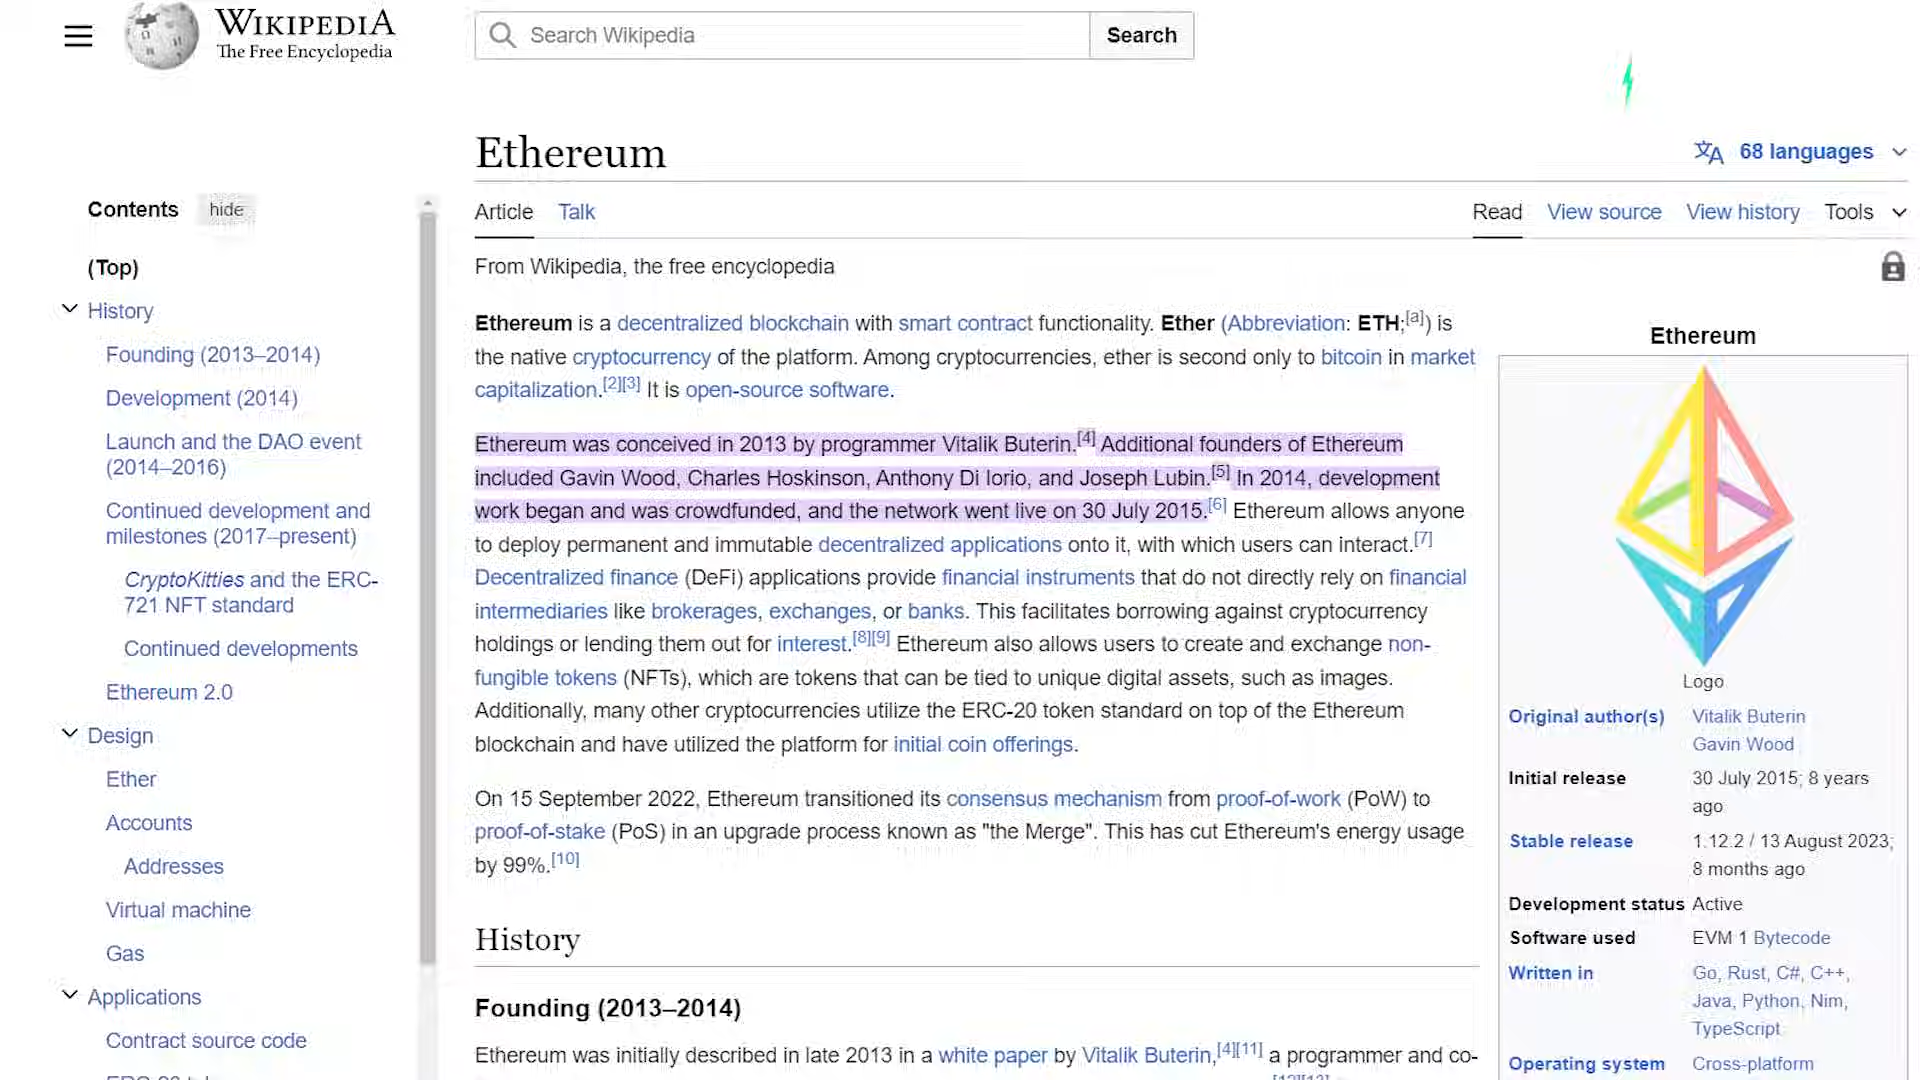 WIKIPEDIA
The Free Encyclopedia
Search Wikipedia
Search
Ethereum
68 languages
Contents
hide
(Top)
History
Founding (2013–2014)
Development (2014)
Launch and the DAO event
(2014–2016)
Continued development and
milestones (2017–present)
CryptoKitties and the ERC-
721 NFT standard
Continued developments
Ethereum 2.0
Design
Ether
Accounts
Addresses
Virtual machine
Gas
Applications
Contract source code
Article
Talk
Read
View source
View history
Tools
From Wikipedia, the free encyclopedia
Ethereum is a decentralized blockchain with smart contract functionality. Ether (Abbreviation: ETH;[a]) is
the native cryptocurrency of the platform. Among cryptocurrencies, ether is second only to bitcoin in market
capitalization.[2][3] It is open-source software.
Ethereum was conceived in 2013 by programmer Vitalik Buterin.[4] Additional founders of Ethereum
included Gavin Wood, Charles Hoskinson, Anthony Di Iorio, and Joseph Lubin.[5] In 2014, development
work began and was crowdfunded, and the network went live on 30 July 2015.[6] Ethereum allows anyone
to deploy permanent and immutable decentralized applications onto it, with which users can interact.[7]
Decentralized finance (DeFi) applications provide financial instruments that do not directly rely on financial
intermediaries like brokerages, exchanges, or banks. This facilitates borrowing against cryptocurrency
holdings or lending them out for interest.[8][9] Ethereum also allows users to create and exchange non-
fungible tokens (NFTs), which are tokens that can be tied to unique digital assets, such as images.
Additionally, many other cryptocurrencies utilize the ERC-20 token standard on top of the Ethereum
blockchain and have utilized the platform for initial coin offerings.
On 15 September 2022, Ethereum transitioned its consensus mechanism from proof-of-work (PoW) to
proof-of-stake (PoS) in an upgrade process known as "the Merge". This has cut Ethereum's energy usage
by 99%.[10]
History
Founding (2013–2014)
Ethereum was initially described in late 2013 in a white paper by Vitalik Buterin,[4][11] a programmer and co-
Ethereum
Logo
Original author(s) Vitalik Buterin
Gavin Wood
Initial release 30 July 2015; 8 years
ago
Stable release 1.12.2 / 13 August 2023;
8 months ago
Development status Active
Software used EVM 1 Bytecode
Written in Go, Rust, C#, C++,
Java, Python, Nim,
TypeScript
Operating system Cross-platform